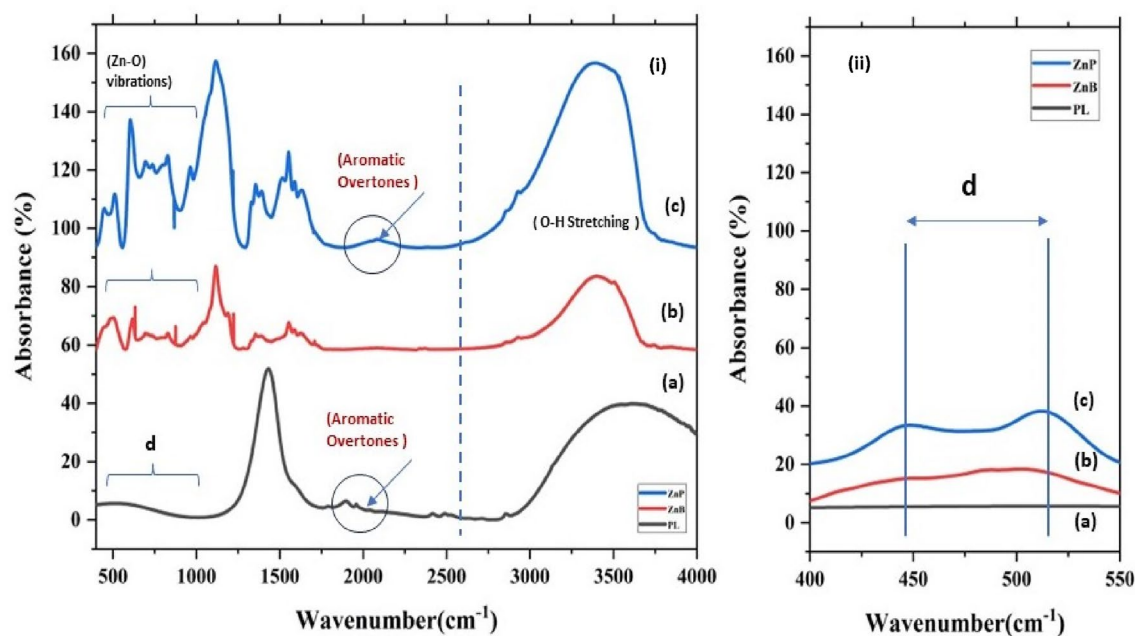 (i)
(Zn-O)
vibrations)
(Aromatic
Overtones )
( O-H Stretching )
(c)
(b)
(a)
(Aromatic
Overtones )
d
ZnP
ZnB
PL
160
140
120
100
80
60
40
20
0
Absorbance (%)
500
1000
1500
2000
2500
3000
3500
4000
Wavenumber(cm⁻¹)
(ii)
ZnP
ZnB
PL
d
(c)
(b)
(a)
160
140
120
100
80
60
40
20
0
Absorbance (%)
400
450
500
550
Wavenumber(cm⁻¹)